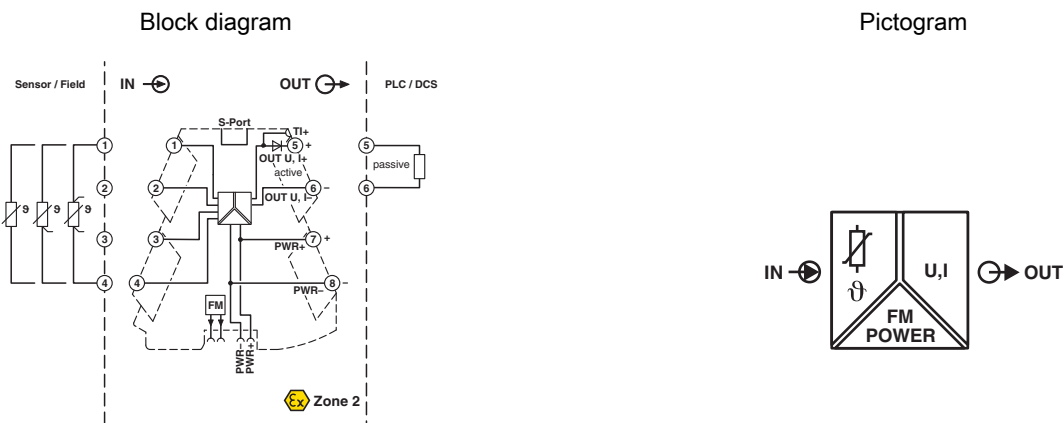 Block diagram
Pictogram
Sensor / Field
IN
OUT
PLC / DCS
S-Port
TI+
1
1
5
+
5
OUT U, I+
active
passive
2
2
6
–
6
OUT U, I–
ϑ
ϑ
ϑ
3
3
7
+
PWR+
4
4
8
–
PWR–
FM
PWR–
PWR+
Ex
Zone 2
IN
ϑ
U,I
OUT
FM
POWER